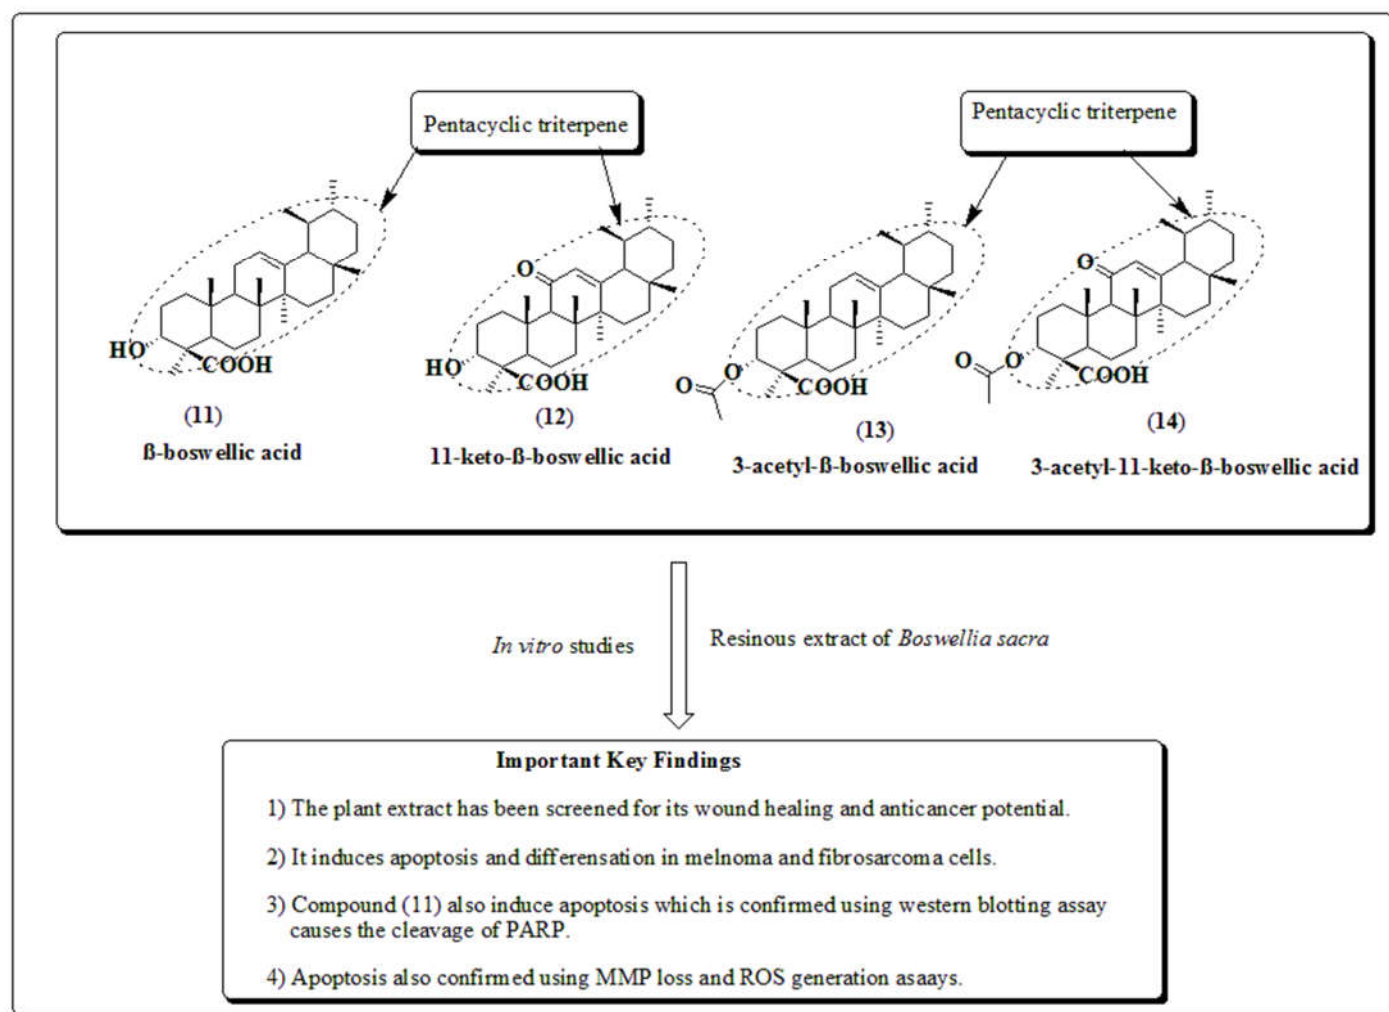 Pentacyclic triterpene
Pentacyclic triterpene
HO
COOH
O
HO
COOH
O
O
COOH
O
O
O
COOH
(11)
(12)
(13)
(14)
ß-boswellic acid
11-keto-ß-boswellic acid
3-acetyl-ß-boswellic acid
3-acetyl-11-keto-ß-boswellic acid
In vitro studies
Resinous extract of Boswellia sacra
Important Key Findings
1) The plant extract has been screened for its wound healing and anticancer potential.
2) It induces apoptosis and differensation in melnoma and fibrosarcoma cells.
3) Compound (11) also induce apoptosis which is confirmed using western blotting assay
causes the cleavage of PARP.
4) Apoptosis also confirmed using MMP loss and ROS generation asaays.